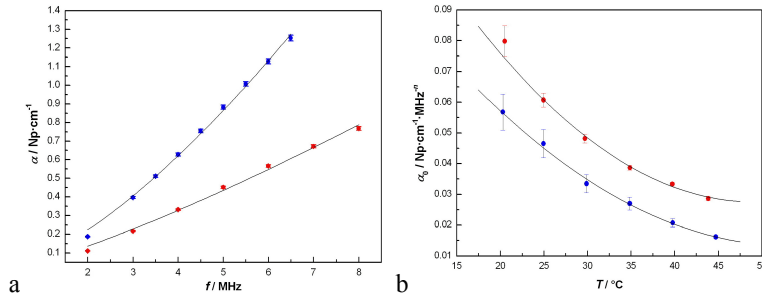 1.4
1.3
1.2
1.1
1.0
0.9
0.8
0.7
0.6
0.5
0.4
0.3
0.2
0.1
α / Np·cm⁻¹
2 3 4 5 6 7 8
f / MHz
a
0.09
0.08
0.07
0.06
0.05
0.04
0.03
0.02
0.01
α₀ / Np·cm⁻¹·MHz⁻ⁿ
15 20 25 30 35 40 45 50
T / °C
b